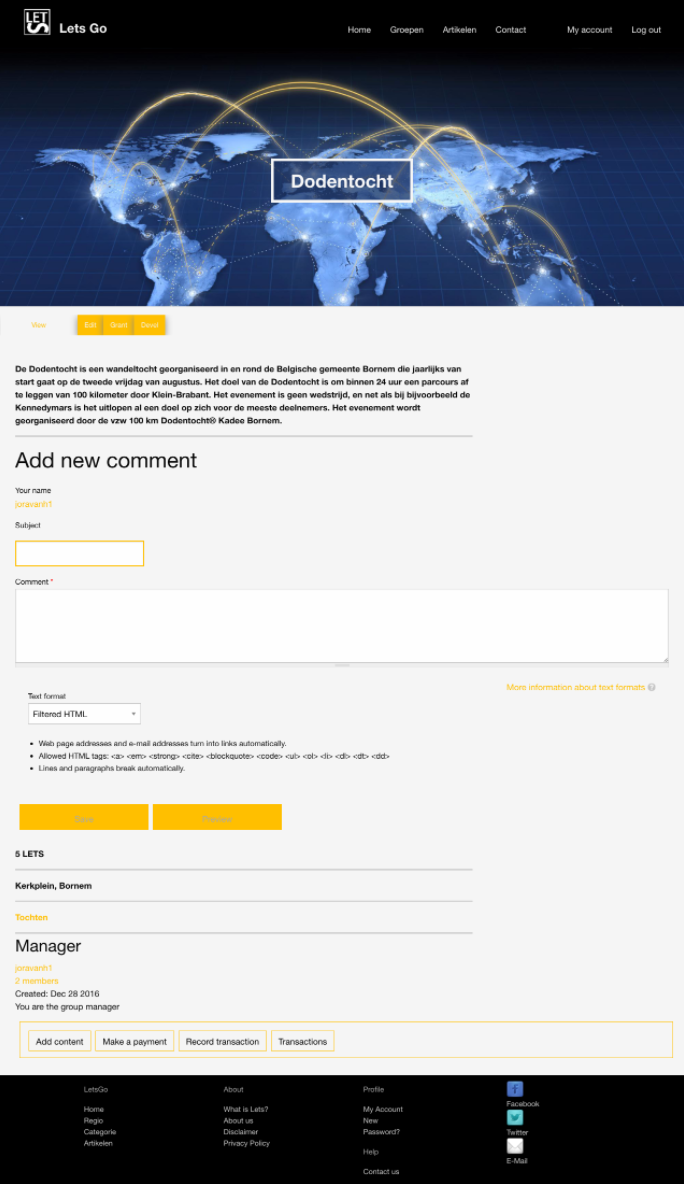 LET
S
Lets Go
Home Groepen Artikelen Contact My account Log out
Dodentocht
View Edit Grant Devel
De Dodentocht is een wandeltocht georganiseerd in en rond de Belgische gemeente Bornem die jaarlijks van
start gaat op de tweede vrijdag van augustus. Het doel van de Dodentocht is om binnen 24 uur een parcours af
te leggen van 100 kilometer door Klein-Brabant. Het evenement is geen wedstrijd, en net als bij bijvoorbeeld de
Kennedymars is het uitlopen al een doel op zich voor de meeste deelnemers. Het evenement wordt
georganiseerd door de vzw 100 km Dodentocht® Kadee Bornem.
Add new comment
Your name
joravanh1
Subject
Comment *
More information about text formats ?
Text format
Filtered HTML
• Web page addresses and e-mail addresses turn into links automatically.
• Allowed HTML tags: <a> <em> <strong> <cite> <blockquote> <code> <ul> <ol> <li> <dl> <dt> <dd>
• Lines and paragraphs break automatically.
Save Preview
5 LETS
Kerkplein, Bornem
Tochten
Manager
joravanh1
2 members
Created: Dec 28 2016
You are the group manager
Add content Make a payment Record transaction Transactions
LetsGo
Home
Regio
Categorie
Artikelen
About
What is Lets?
About us
Disclaimer
Privacy Policy
Profile
My Account
New
Password?
Help
Contact us
Facebook
Twitter
E-Mail